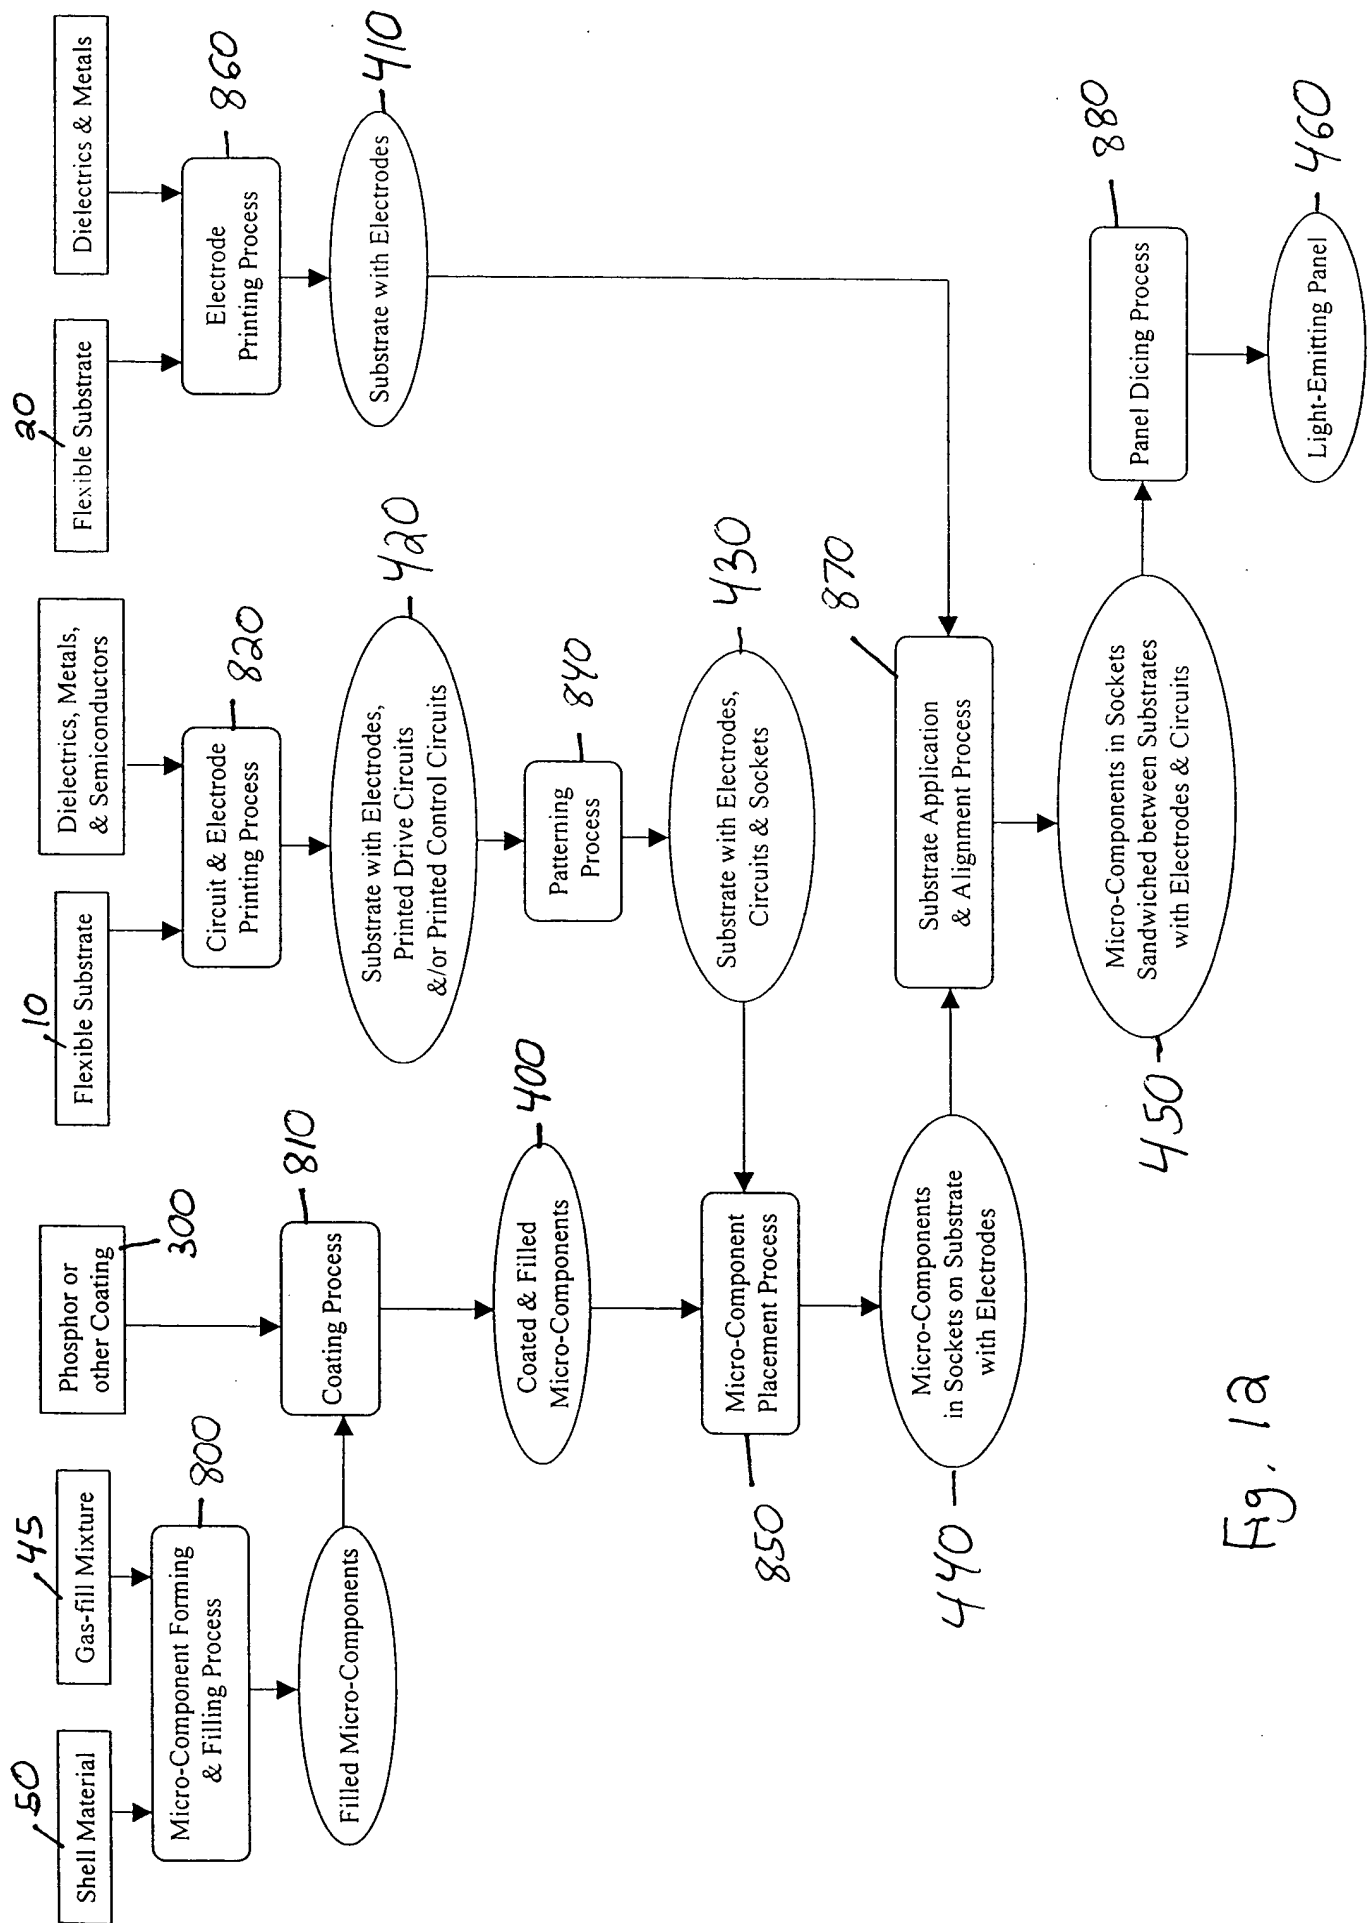 50
Shell Material
45
Gas-fill Mixture
Phosphor or
other Coating
300
10
Flexible Substrate
Dielectrics, Metals,
& Semiconductors
20
Flexible Substrate
Dielectrics & Metals
Micro-Component Forming
& Filling Process
800
Circuit & Electrode
Printing Process
820
Electrode
Printing Process
860
Filled Micro-Components
Coating Process
810
Substrate with Electrodes,
Printed Drive Circuits
&/or Printed Control Circuits
420
Substrate with Electrodes
410
Coated & Filled
Micro-Components
400
Patterning
Process
840
Substrate with Electrodes,
Circuits & Sockets
430
850
Micro-Component
Placement Process
440
Micro-Components
in Sockets on Substrate
with Electrodes
Substrate Application
& Alignment Process
870
450
Micro-Components in Sockets
Sandwiched between Substrates
with Electrodes & Circuits
Panel Dicing Process
880
Light-Emitting Panel
460
Fig. 12